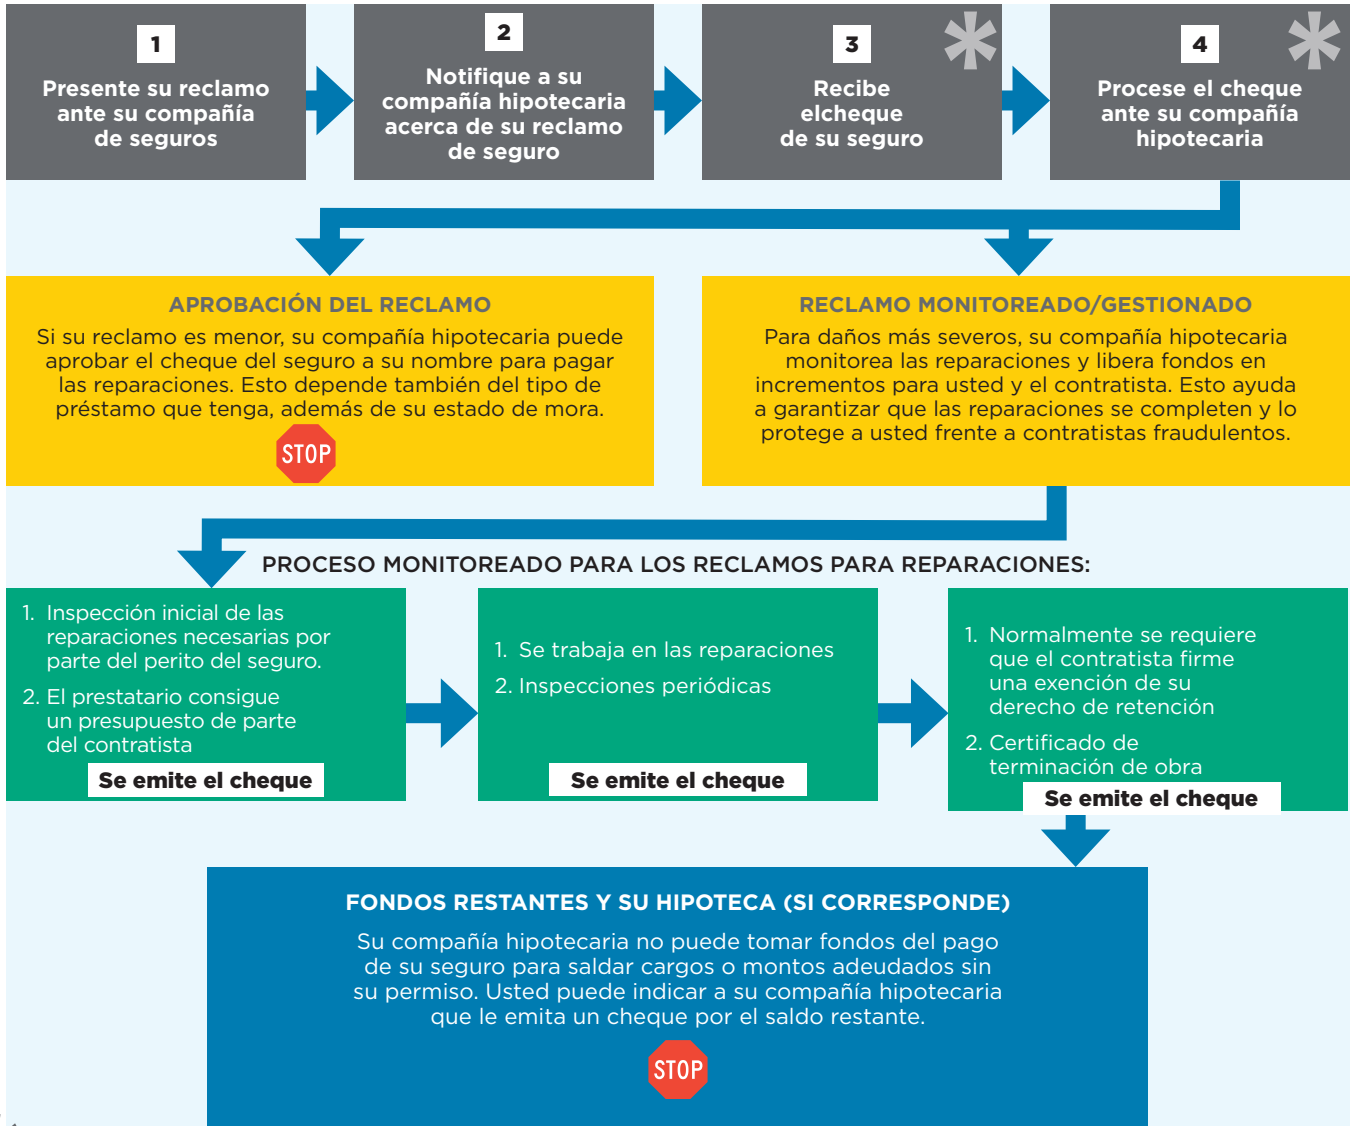 1
Presente su reclamo
ante su compañía
de seguros
2
Notifique a su
compañía hipotecaria
acerca de su reclamo
de seguro
3
Recibe
elcheque
de su seguro
4
Procese el cheque
ante su compañía
hipotecaria
APROBACIÓN DEL RECLAMO
Si su reclamo es menor, su compañía hipotecaria puede
aprobar el cheque del seguro a su nombre para pagar
las reparaciones. Esto depende también del tipo de
préstamo que tenga, además de su estado de mora.
STOP
RECLAMO MONITOREADO/GESTIONADO
Para daños más severos, su compañía hipotecaria
monitorea las reparaciones y libera fondos en
incrementos para usted y el contratista. Esto ayuda
a garantizar que las reparaciones se completen y lo
protege a usted frente a contratistas fraudulentos.
PROCESO MONITOREADO PARA LOS RECLAMOS PARA REPARACIONES:
1. Inspección inicial de las
reparaciones necesarias por
parte del perito del seguro.
2. El prestatario consigue
un presupuesto de parte
del contratista
Se emite el cheque
1. Se trabaja en las reparaciones
2. Inspecciones periódicas
Se emite el cheque
1. Normalmente se requiere
que el contratista firme
una exención de su
derecho de retención
2. Certificado de
terminación de obra
Se emite el cheque
FONDOS RESTANTES Y SU HIPOTECA (SI CORRESPONDE)
Su compañía hipotecaria no puede tomar fondos del pago
de su seguro para saldar cargos o montos adeudados sin
su permiso. Usted puede indicar a su compañía hipotecaria
que le emita un cheque por el saldo restante.
STOP